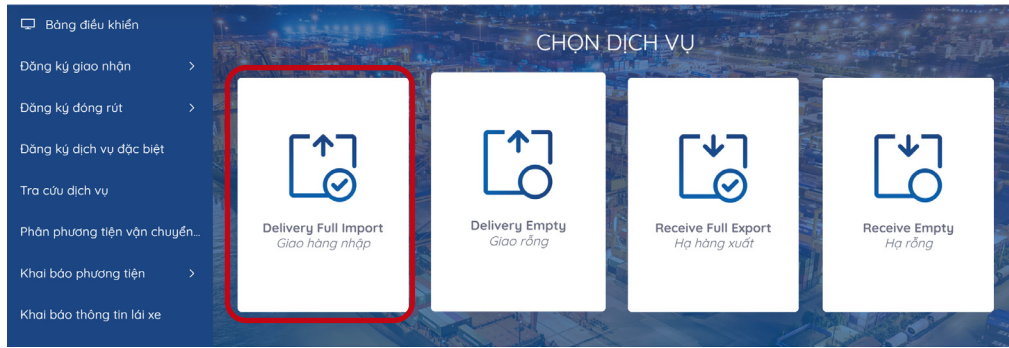 Bảng điều khiển
Đăng ký giao nhận
Đăng ký đóng rút
Đăng ký dịch vụ đặc biệt
Tra cứu dịch vụ
Phân phương tiện vận chuyển...
Khai báo phương tiện
Khai báo thông tin lái xe
CHỌN DỊCH VỤ
Delivery Full Import
Giao hàng nhập
Delivery Empty
Giao rỗng
Receive Full Export
Hạ hàng xuất
Receive Empty
Hạ rỗng